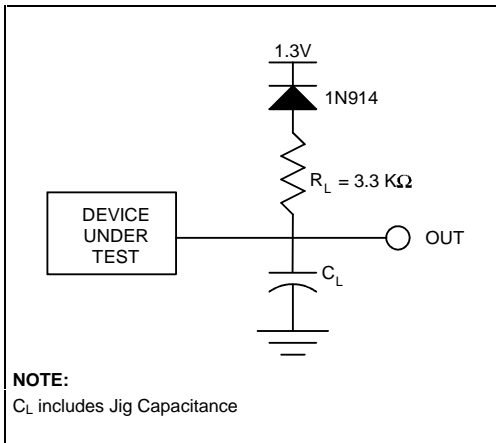 1.3V
1N914
R_L = 3.3 KΩ
DEVICE
UNDER
TEST
OUT
C_L
NOTE:
C_L includes Jig Capacitance